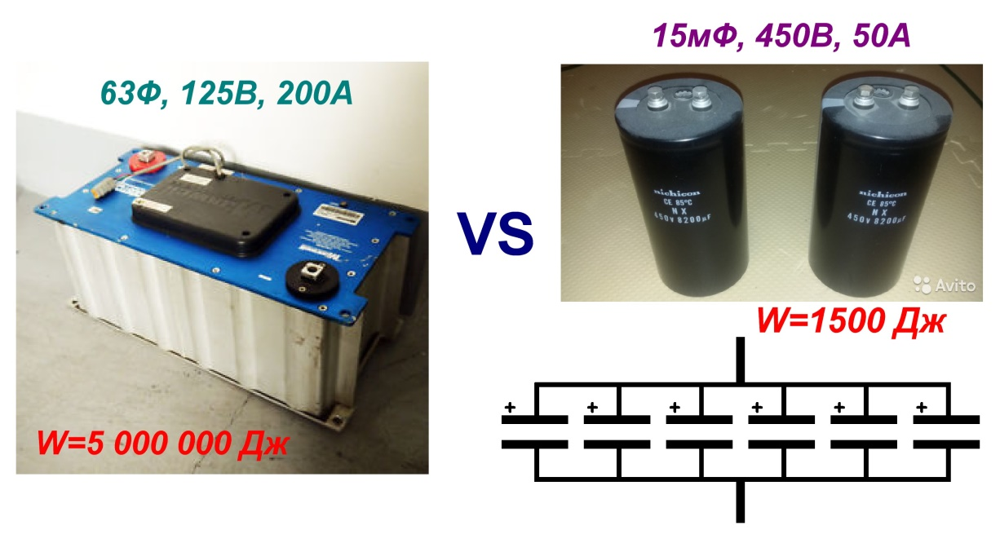 15мФ, 450В, 50А
63Ф, 125В, 200А
VS
nichicon
CE 85°C
NX
450V 8200µF
nichicon
CE 85°C
NX
450V 8200µF
Avito
W=1500 Дж
W=5 000 000 Дж
+ + + + + +